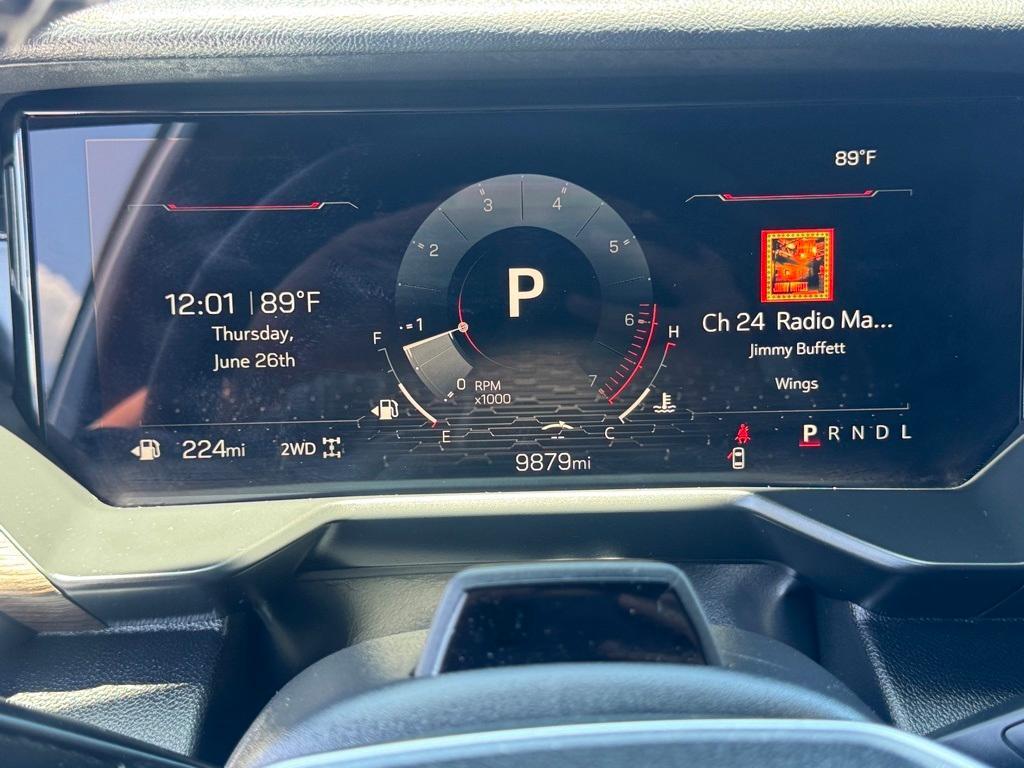 89°F
12:01 | 89°F
Thursday,
June 26th
0
1
2
3
4
5
6
7
P
RPM
x1000
F
E
H
C
Ch 24 Radio Ma...
Jimmy Buffett
Wings
224mi
2WD
9879mi
P R N D L